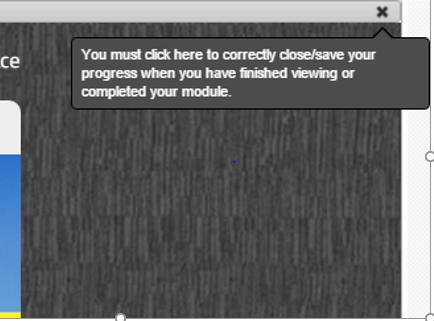 ce
You must click here to correctly close/save your
progress when you have finished viewing or
completed your module.